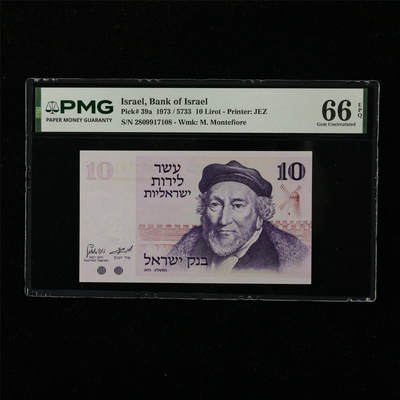 PMG
PAPER MONEY GUARANTY
Israel, Bank of Israel
Pick# 39a 1973 / 5733 10 Lirot - Printer: JEZ
S/N 2809917108 - Wmk: M. Montefiore
66 EPQ
Gem Uncirculated
10
עשר
לירות
ישראליות
10
בנק ישראל